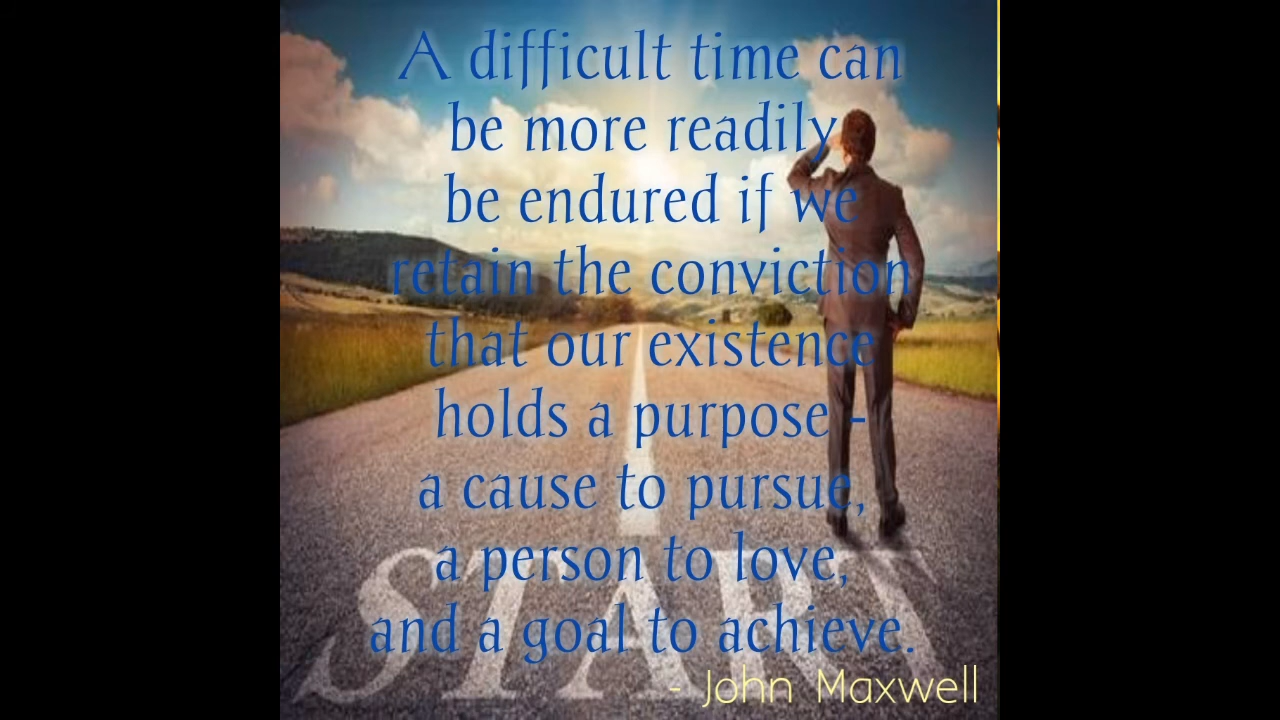 A difficult time can
be more readily
be endured if we
retain the conviction
that our existence
holds a purpose -
a cause to pursue,
a person to love,
and a goal to achieve.
START
- John Maxwell